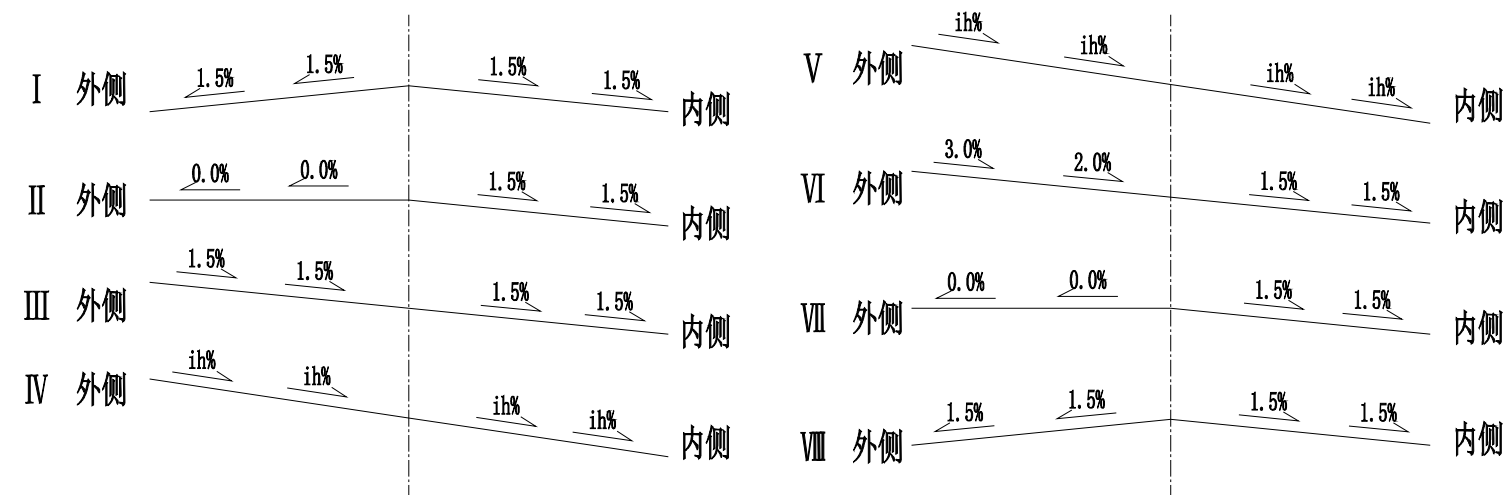 Ⅰ 外侧 1.5% 1.5% 1.5% 1.5% 内侧
Ⅱ 外侧 0.0% 0.0% 1.5% 1.5% 内侧
Ⅲ 外侧 1.5% 1.5% 1.5% 1.5% 内侧
Ⅳ 外侧 ih% ih% ih% ih% 内侧
Ⅴ 外侧 ih% ih% ih% ih% 内侧
Ⅵ 外侧 3.0% 2.0% 1.5% 1.5% 内侧
Ⅶ 外侧 0.0% 0.0% 1.5% 1.5% 内侧
Ⅷ 外侧 1.5% 1.5% 1.5% 1.5% 内侧